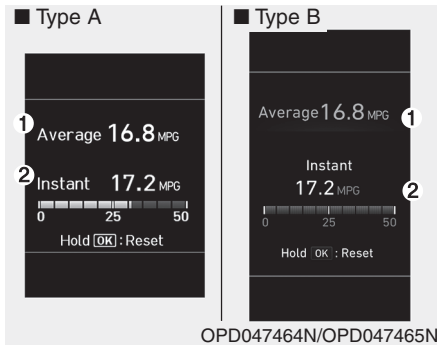 ■ Type A
1 Average 16.8 MPG
2 Instant 17.2 MPG
0 25 50
Hold OK : Reset
■ Type B
Average 16.8 MPG 1
Instant
17.2 MPG 2
0 25 50
Hold OK : Reset
OPD047464N/OPD047465N